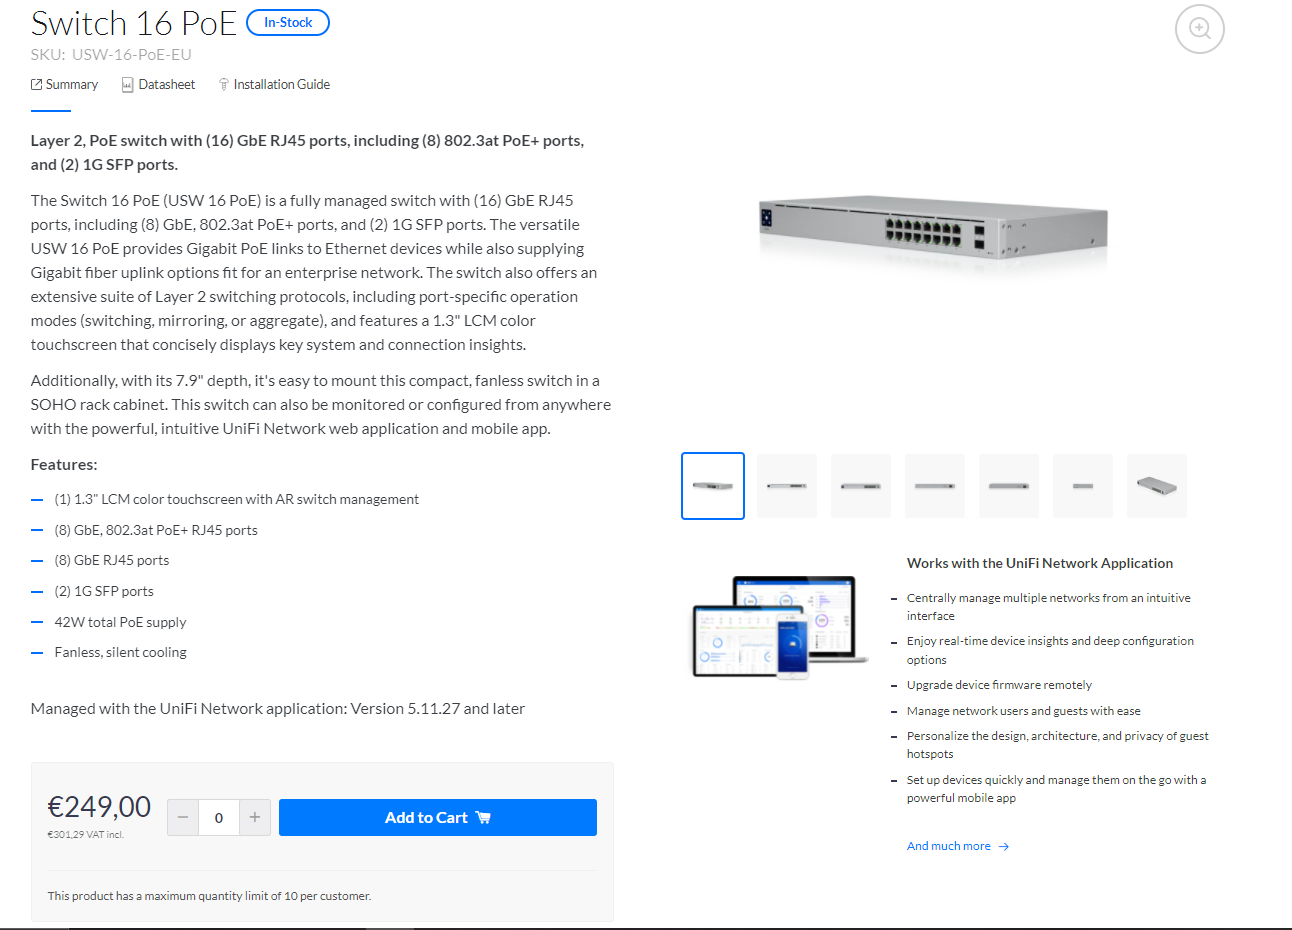 Switch 16 PoE In-Stock
SKU: USW-16-PoE-EU
Summary Datasheet Installation Guide
Layer 2, PoE switch with (16) GbE RJ45 ports, including (8) 802.3at PoE+ ports,
and (2) 1G SFP ports.
The Switch 16 PoE (USW 16 PoE) is a fully managed switch with (16) GbE RJ45
ports, including (8) GbE, 802.3at PoE+ ports, and (2) 1G SFP ports. The versatile
USW 16 PoE provides Gigabit PoE links to Ethernet devices while also supplying
Gigabit fiber uplink options fit for an enterprise network. The switch also offers an
extensive suite of Layer 2 switching protocols, including port-specific operation
modes (switching, mirroring, or aggregate), and features a 1.3" LCM color
touchscreen that concisely displays key system and connection insights.
Additionally, with its 7.9" depth, it's easy to mount this compact, fanless switch in a
SOHO rack cabinet. This switch can also be monitored or configured from anywhere
with the powerful, intuitive UniFi Network web application and mobile app.
Features:
(1) 1.3" LCM color touchscreen with AR switch management
(8) GbE, 802.3at PoE+ RJ45 ports
(8) GbE RJ45 ports
(2) 1G SFP ports
42W total PoE supply
Fanless, silent cooling
Managed with the UniFi Network application: Version 5.11.27 and later
€249,00
€301,29 VAT incl.
− 0 +
Add to Cart
This product has a maximum quantity limit of 10 per customer.
Works with the UniFi Network Application
Centrally manage multiple networks from an intuitive
interface
Enjoy real-time device insights and deep configuration
options
Upgrade device firmware remotely
Manage network users and guests with ease
Personalize the design, architecture, and privacy of guest
hotspots
Set up devices quickly and manage them on the go with a
powerful mobile app
And much more →